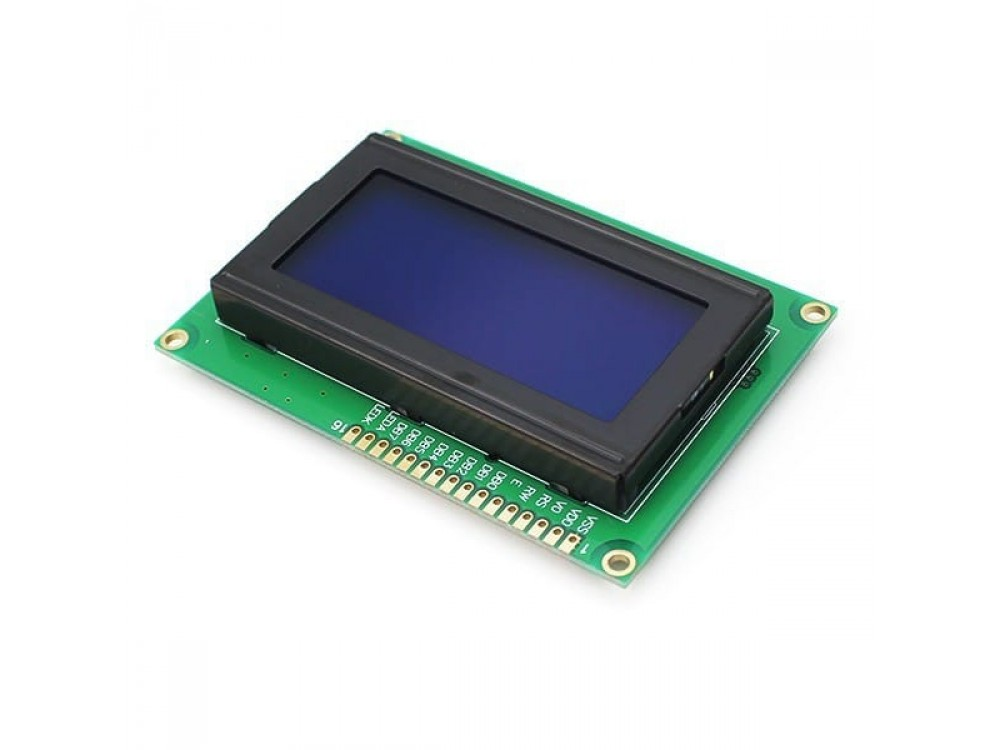 16
LEDK
LEDA
DB7
DB6
DB5
DB4
DB3
DB2
DB1
DB0
E
RW
RS
VO
VDD
VSS
1